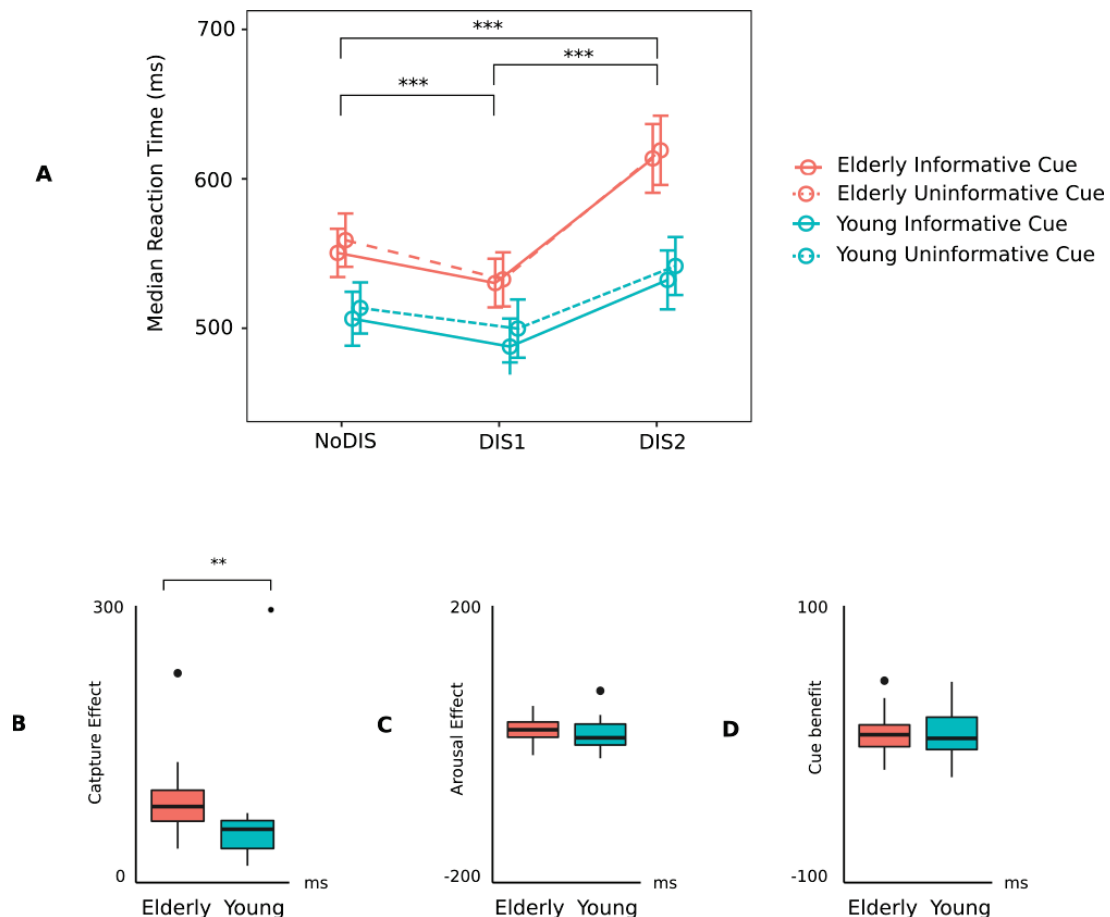 700
***
***
***
Median Reaction Time (ms)
600
500
A
Elderly Informative Cue
Elderly Uninformative Cue
Young Informative Cue
Young Uninformative Cue
NoDIS
DIS1
DIS2
B
**
300
Catpture Effect
0
ms
Elderly Young
C
200
Arousal Effect
-200
ms
Elderly Young
D
100
Cue benefit
-100
ms
Elderly Young